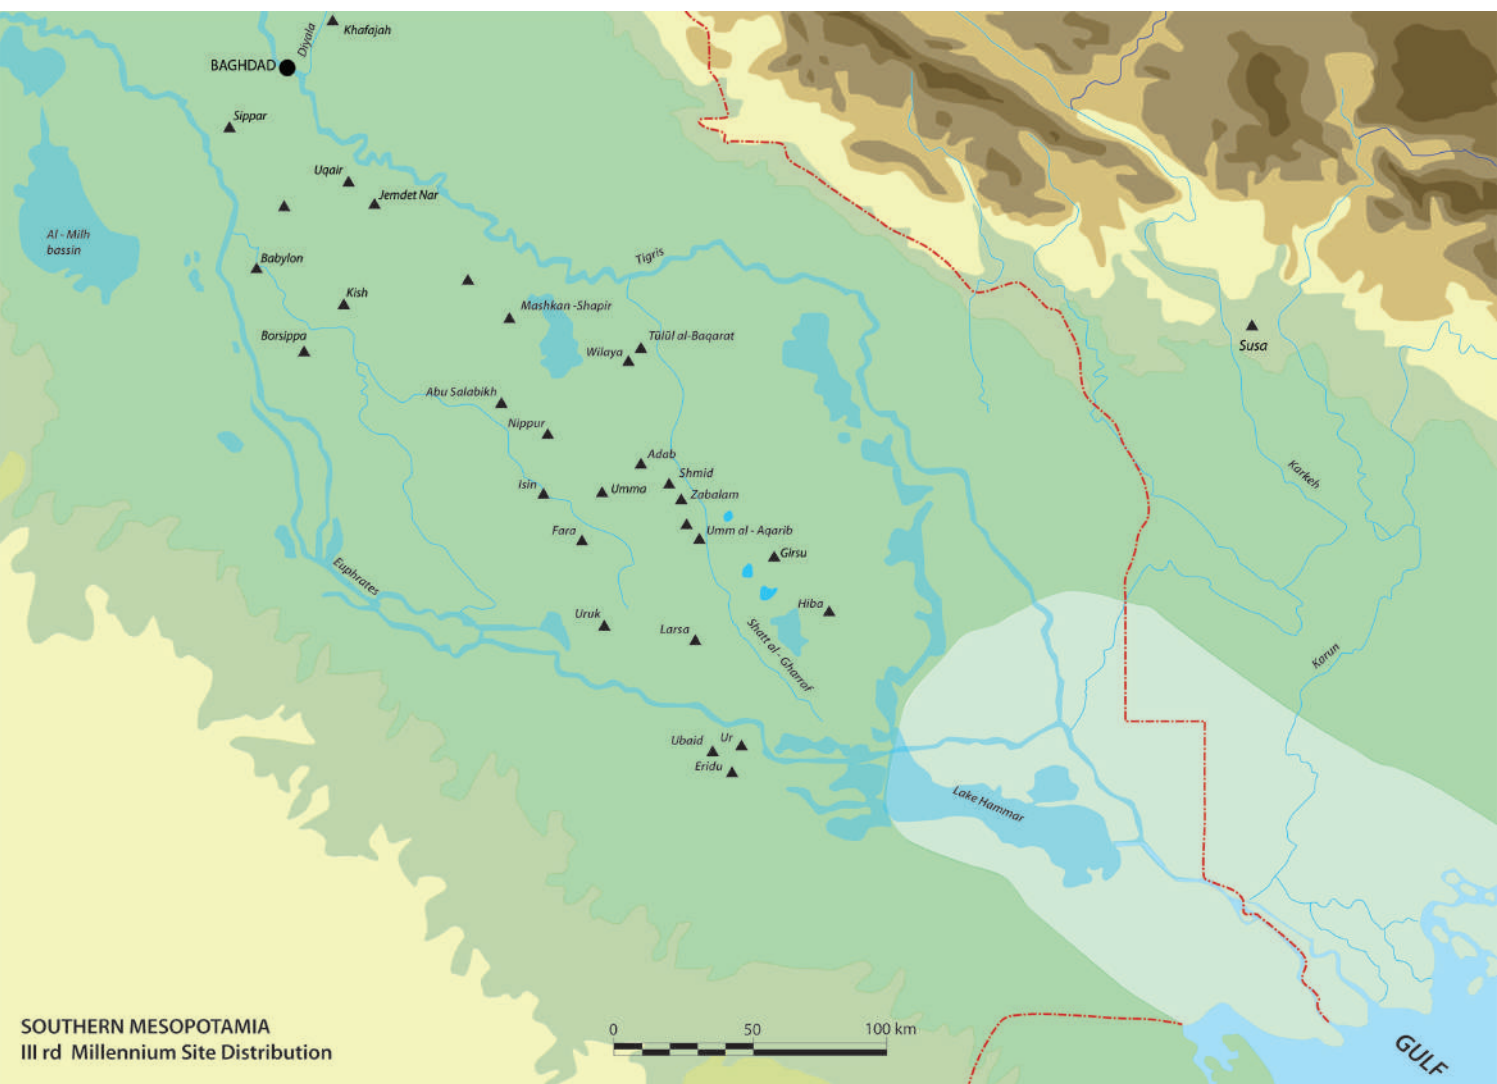 Khafajah
Diyala
BAGHDAD
Sippar
Uqair
Jemdet Nar
Al - Milh
bassin
Babylon
Tigris
Kish
Mashkan -Shapir
Borsippa
Tülül al-Baqarat
Wilaya
Susa
Abu Salabikh
Nippur
Adab
Shmid
Karkeh
Isin
Umma
Zabalam
Fara
Umm al - Aqarib
Girsu
Euphrates
Hiba
Uruk
Larsa
Shatt al - Gharraf
Karun
Ubaid
Ur
Eridu
Lake Hammar
SOUTHERN MESOPOTAMIA
III rd Millennium Site Distribution
0 50 100 km
GULF